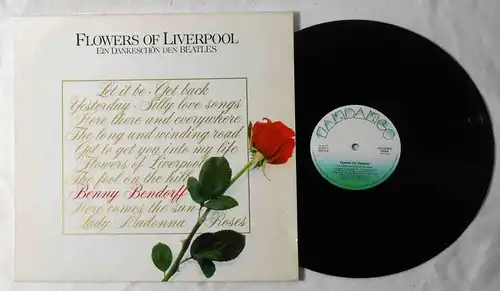 FLOWERS OF LIVERPOOL
EIN DANKESCHÖN DEN BEATLES
Let it be - Get back
Yesterday - Silly love songs
Here there and everywhere
The long and winding road
Got to get you into my life
Flowers of Liverpool
The fool on the hill
Benny Bendorff
Here comes the sun
Lady Madonna Roses
FANDANGO